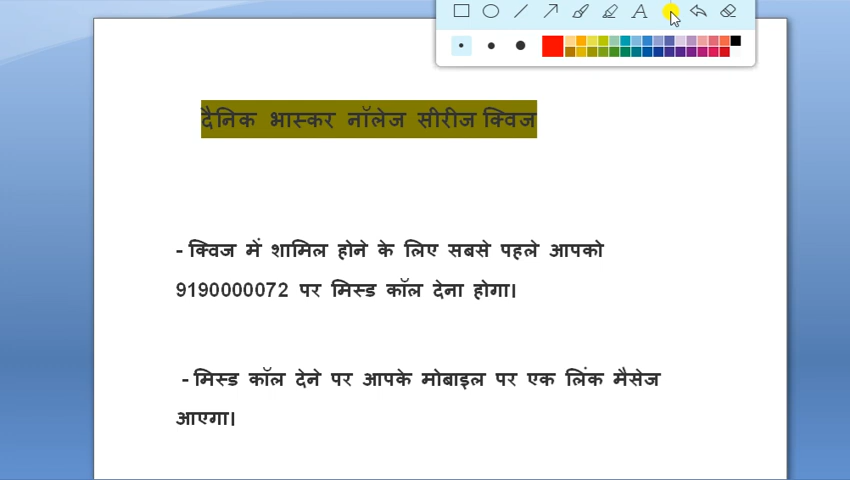 दैनिक भास्कर नॉलेज सीरीज क्विज
- क्विज में शामिल होने के लिए सबसे पहले आपको
9190000072 पर मिस्ड कॉल देना होगा।
- मिस्ड कॉल देने पर आपके मोबाइल पर एक लिंक मैसेज
आएगा।